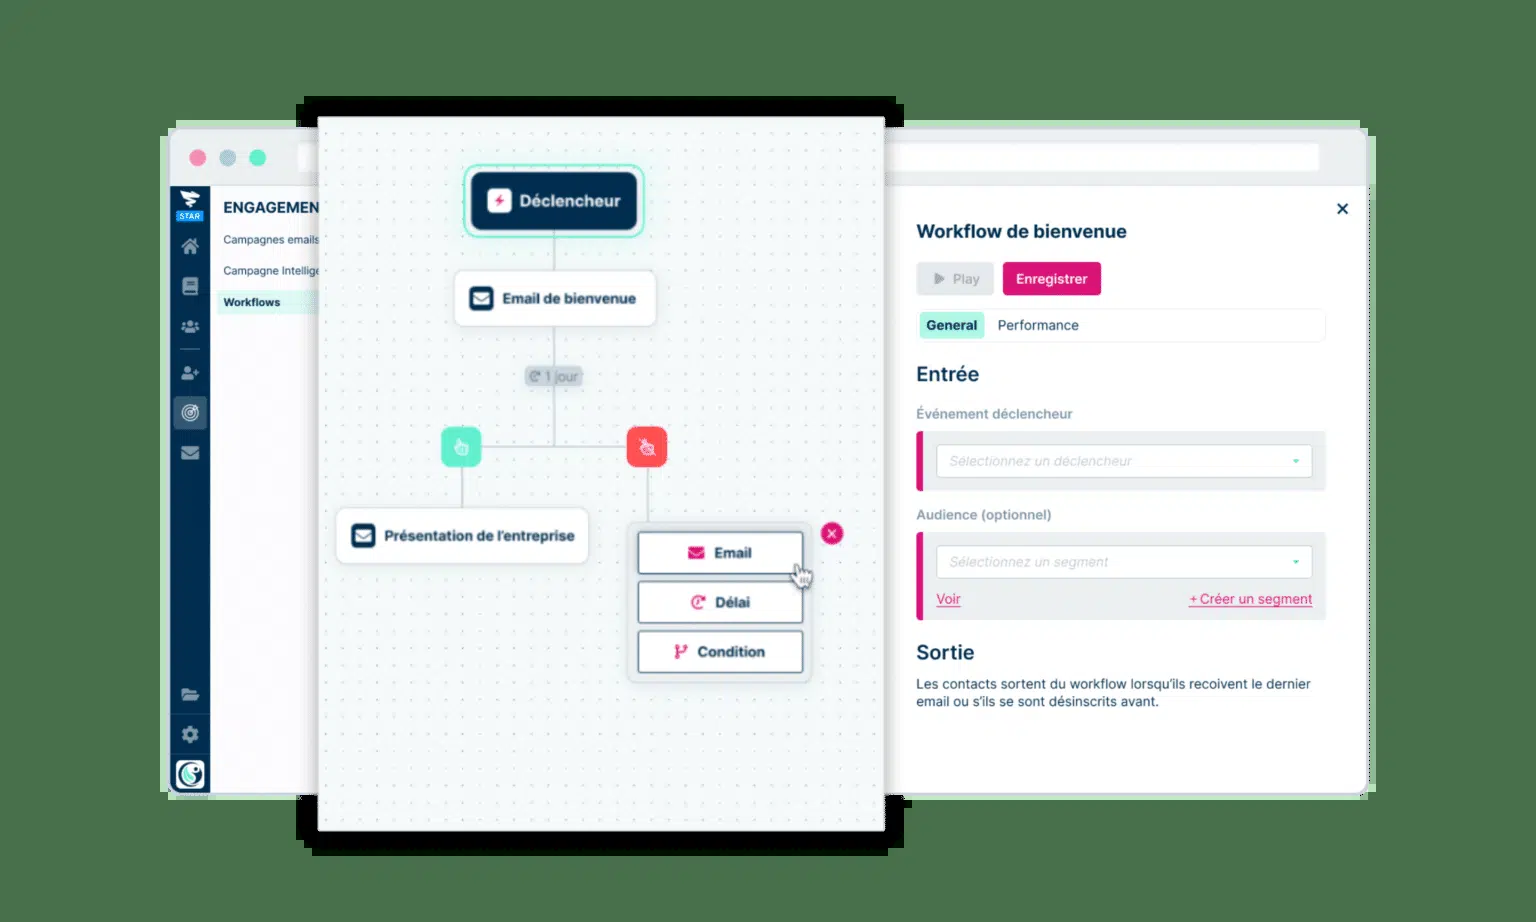 STAR
ENGAGEMEN
Campagnes emails
Campagne Intellige
Workflows
Déclencheur
Email de bienvenue
1 jour
Présentation de l'entreprise
Email
Délai
Condition
Workflow de bienvenue
Play
Enregistrer
General
Performance
Entrée
Événement déclencheur
Sélectionnez un déclencheur
Audience (optionnel)
Sélectionnez un segment
Voir
+ Créer un segment
Sortie
Les contacts sortent du workflow lorsqu'ils recoivent le dernier
email ou s'ils se sont désinscrits avant.